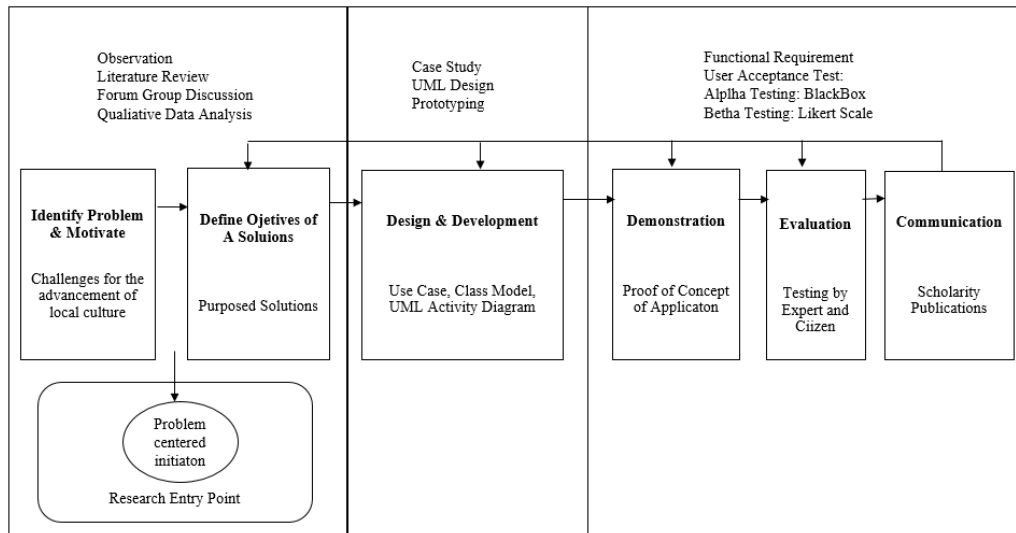 Observation
Literature Review
Forum Group Discussion
Qualiative Data Analysis
Case Study
UML Design
Prototyping
Functional Requirement
User Acceptance Test:
Alplha Testing: BlackBox
Betha Testing: Likert Scale
Identify Problem
& Motivate
Challenges for the
advancement of
local culture
Define Ojetives of
A Soluions
Purposed Solutions
Design & Development
Use Case, Class Model,
UML Activity Diagram
Demonstration
Proof of Concept
of Applicaton
Evaluation
Testing by
Expert and
Ciizen
Communication
Scholarity
Publications
Problem
centered
initiaton
Research Entry Point